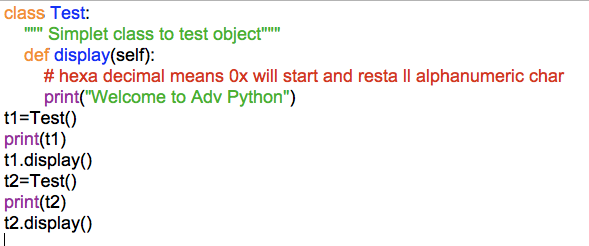 class Test:
    """ Simplet class to test object"""
    def display(self):
        # hexa decimal means 0x will start and resta ll alphanumeric char
        print("Welcome to Adv Python")
t1=Test()
print(t1)
t1.display()
t2=Test()
print(t2)
t2.display()